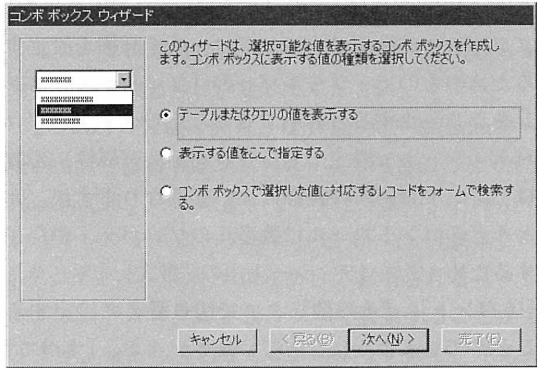 コンボ ボックス ウィザード
このウィザードは、選択可能な値を表示するコンボ ボックスを作成し
ます。コンボ ボックスに表示する値の種類を選択してください。
xxxxxxx
xxxxxxxxxxxx
xxxxxxx
xxxxxxxxx
テーブルまたはクエリの値を表示する
表示する値をここで指定する
コンボ ボックスで選択した値に対応するレコードをフォームで検索す
る。
キャンセル
< 戻る(B)
次へ(N) >
完了(F)